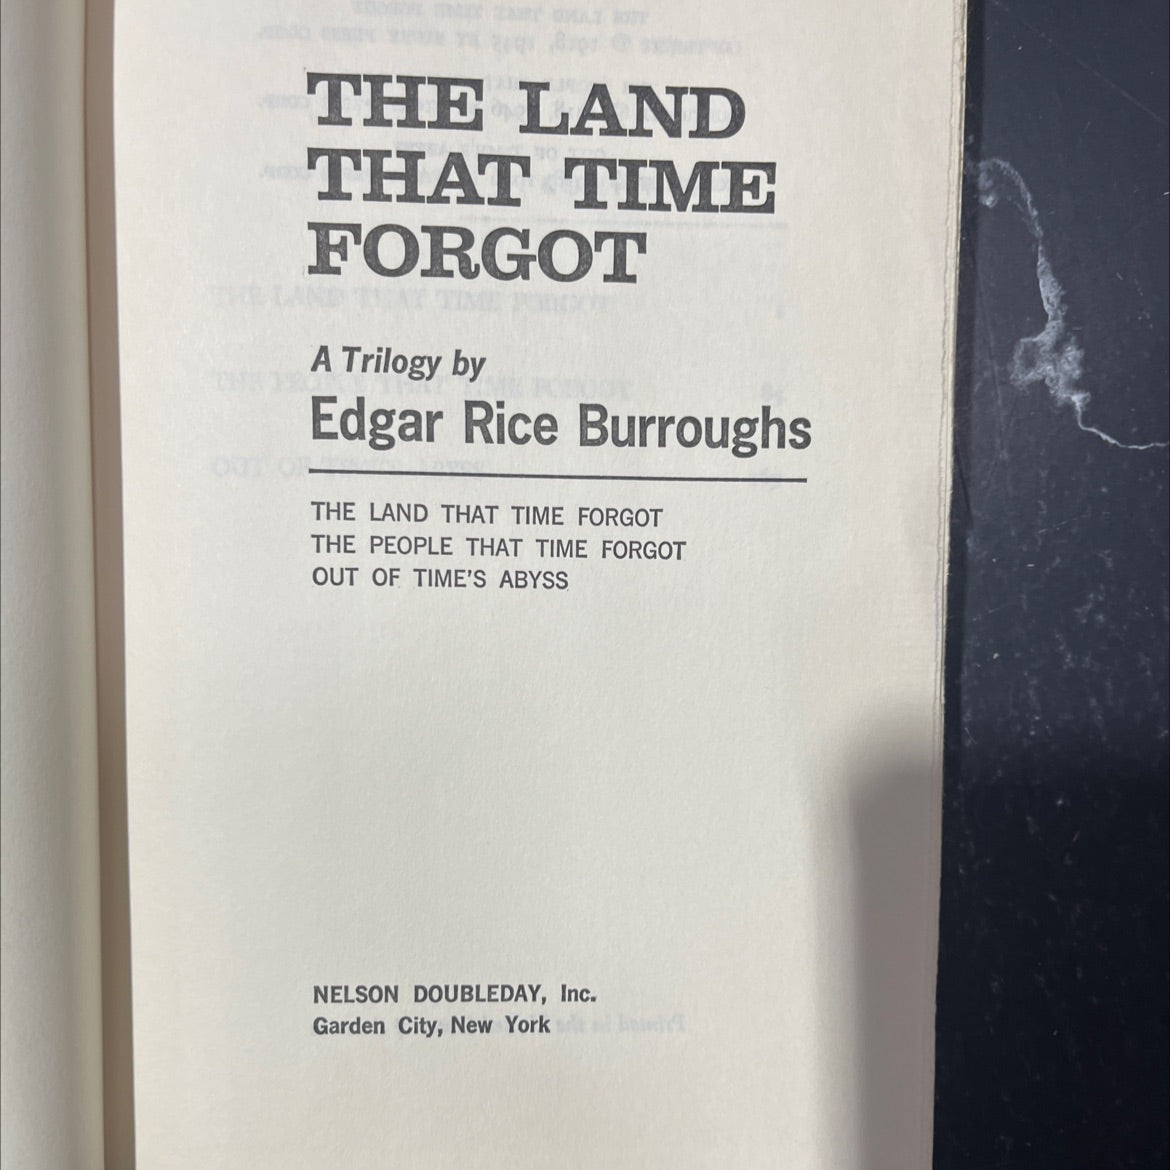 THE LAND
THAT TIME
FORGOT
A Trilogy by
Edgar Rice Burroughs
THE LAND THAT TIME FORGOT
THE PEOPLE THAT TIME FORGOT
OUT OF TIME'S ABYSS
NELSON DOUBLEDAY, Inc.
Garden City, New York